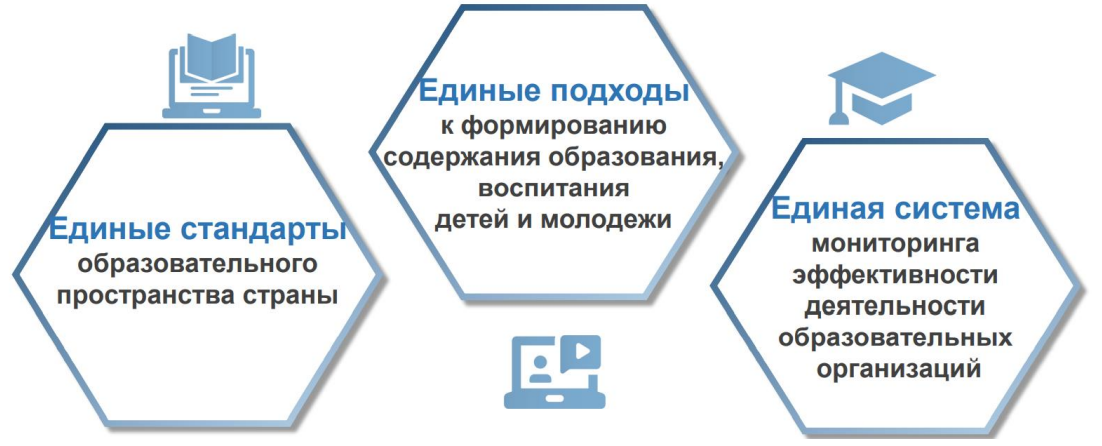 Единые стандарты
образовательного
пространства страны
Единые подходы
к формированию
содержания образования,
воспитания
детей и молодежи
Единая система
мониторинга
эффективности
деятельности
образовательных
организаций